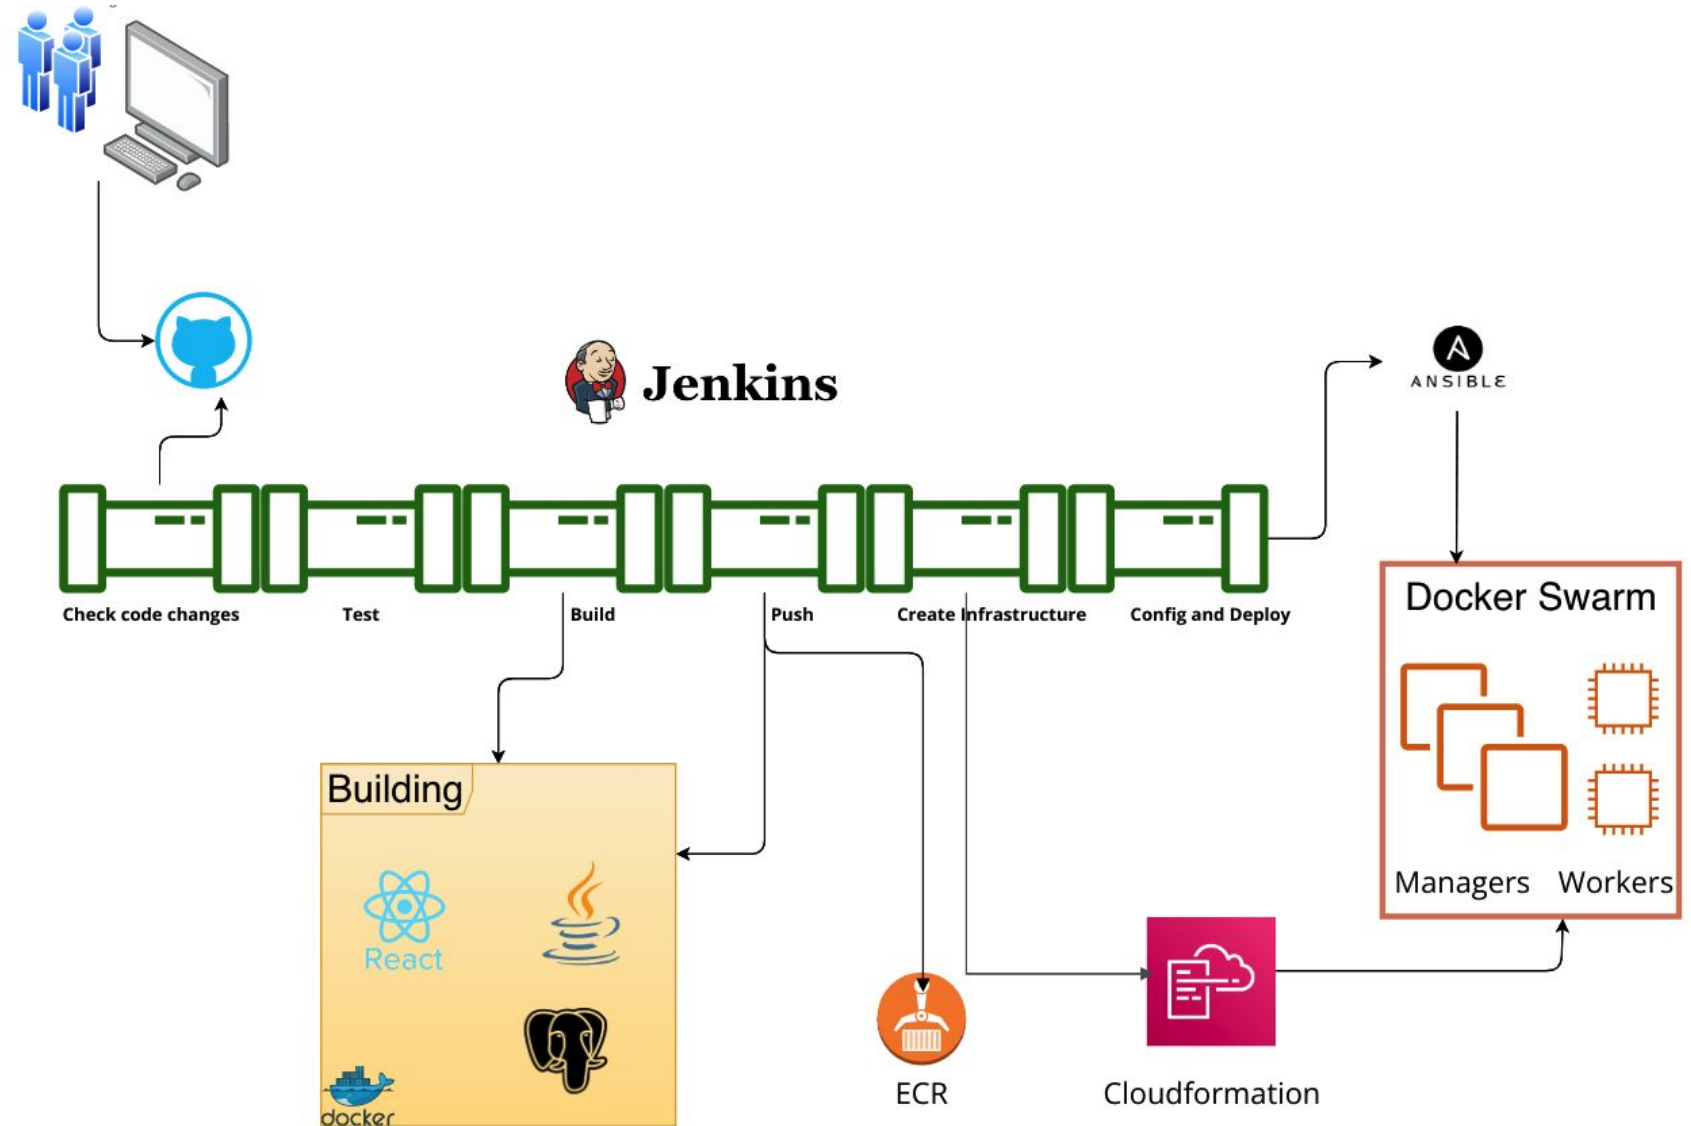 Jenkins
ANSIBLE
Check code changes
Test
Build
Push
Create Infrastructure
Config and Deploy
Docker Swarm
Managers
Workers
Building
React
docker
ECR
Cloudformation